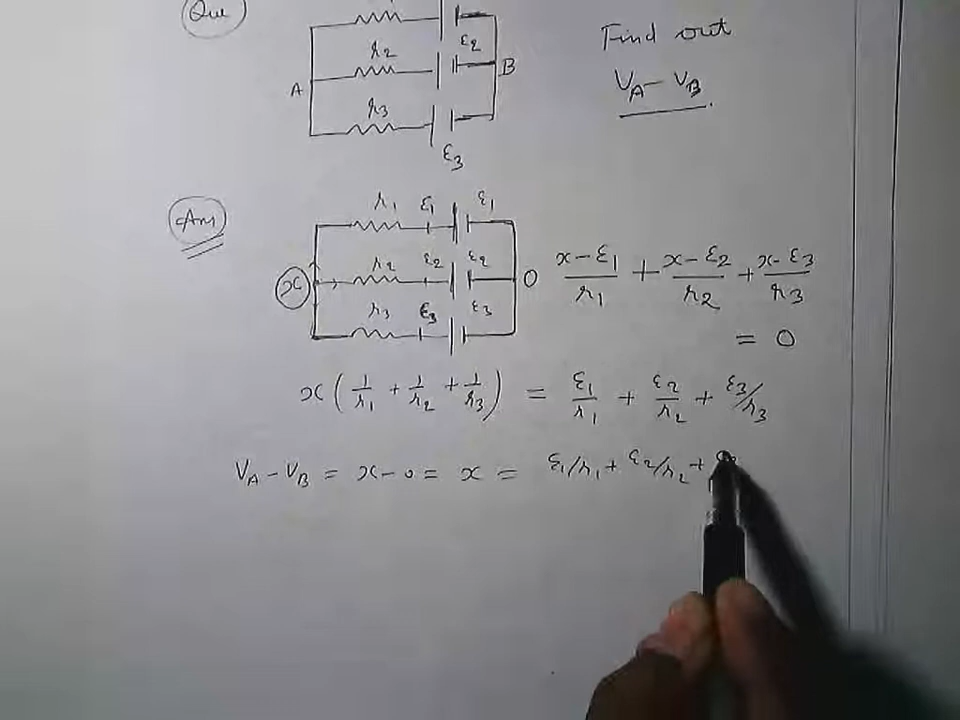 Que
ε2
r2
A
B
r3
ε3
Find out
VA - VB
Ans
r1 ε1 ε1
r2 ε2 ε2
x
0
r3 ε3 ε3
x-ε1/r1 + x-ε2/r2 + x-ε3/r3
= 0
x(1/r1 + 1/r2 + 1/r3) = ε1/r1 + ε2/r2 + ε3/r3
VA - VB = x-0 = x = ε1/r1 + ε2/r2 +